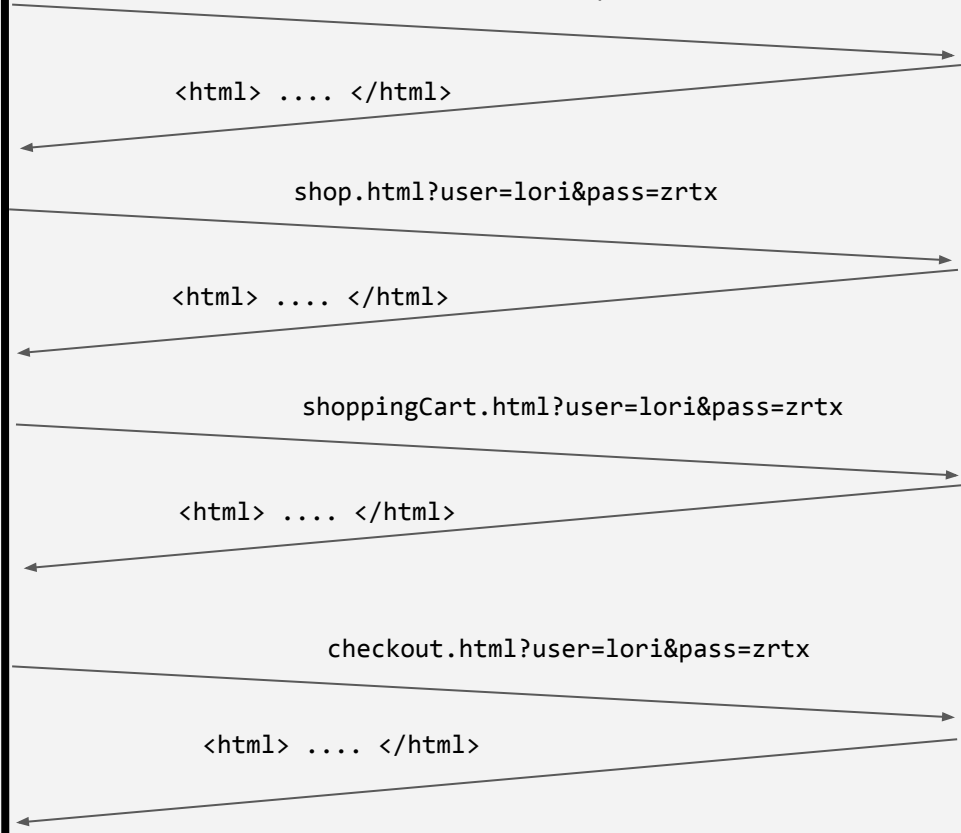 <html> .... </html>
shop.html?user=lori&pass=zrtx
<html> .... </html>
shoppingCart.html?user=lori&pass=zrtx
<html> .... </html>
checkout.html?user=lori&pass=zrtx
<html> .... </html>